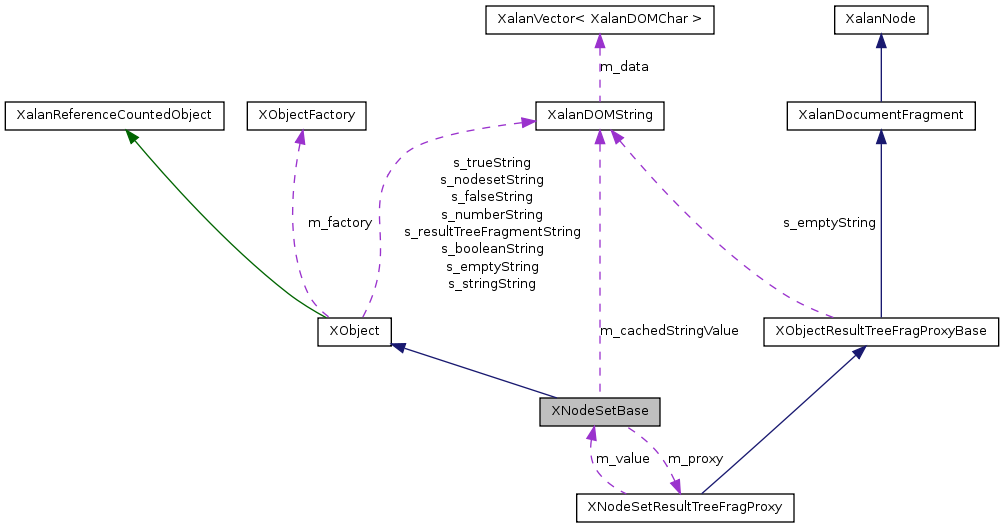 XalanVector< XalanDOMChar >
XalanNode
m_data
XalanReferenceCountedObject
XObjectFactory
XalanDOMString
XalanDocumentFragment
s_trueString
s_nodesetString
s_falseString
s_numberString
s_resultTreeFragmentString
s_booleanString
s_emptyString
s_stringString
m_factory
s_emptyString
XObject
m_cachedStringValue
XObjectResultTreeFragProxyBase
XNodeSetBase
m_value
m_proxy
XNodeSetResultTreeFragProxy